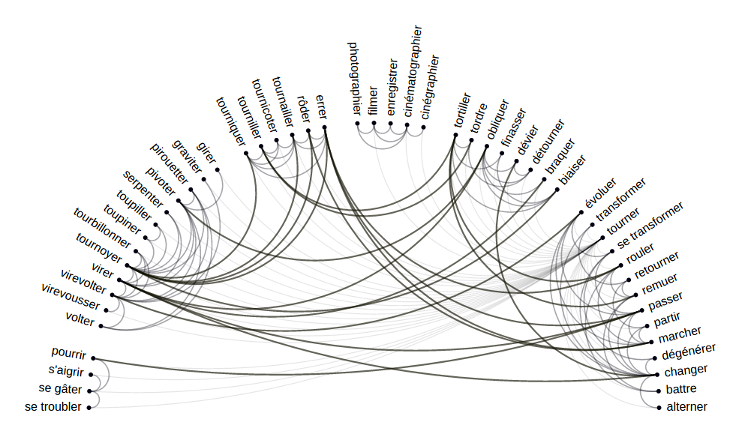 se troubler
se gâter
s'aigrir
pourrir
volter
virevousser
virevolter
virer
tournoyer
tourbillonner
toupiner
toupiller
serpenter
pivoter
pirouetter
graviter
girer
tourniquer
tourniller
tournicoter
tournailler
rôder
errer
photographier
filmer
enregistrer
cinématographier
cinégraphier
tortiller
tordre
obliquer
finasser
dévier
détourner
braquer
biaiser
évoluer
transformer
tourner
se transformer
rouler
retourner
remuer
passer
partir
marcher
dégénérer
changer
battre
alterner